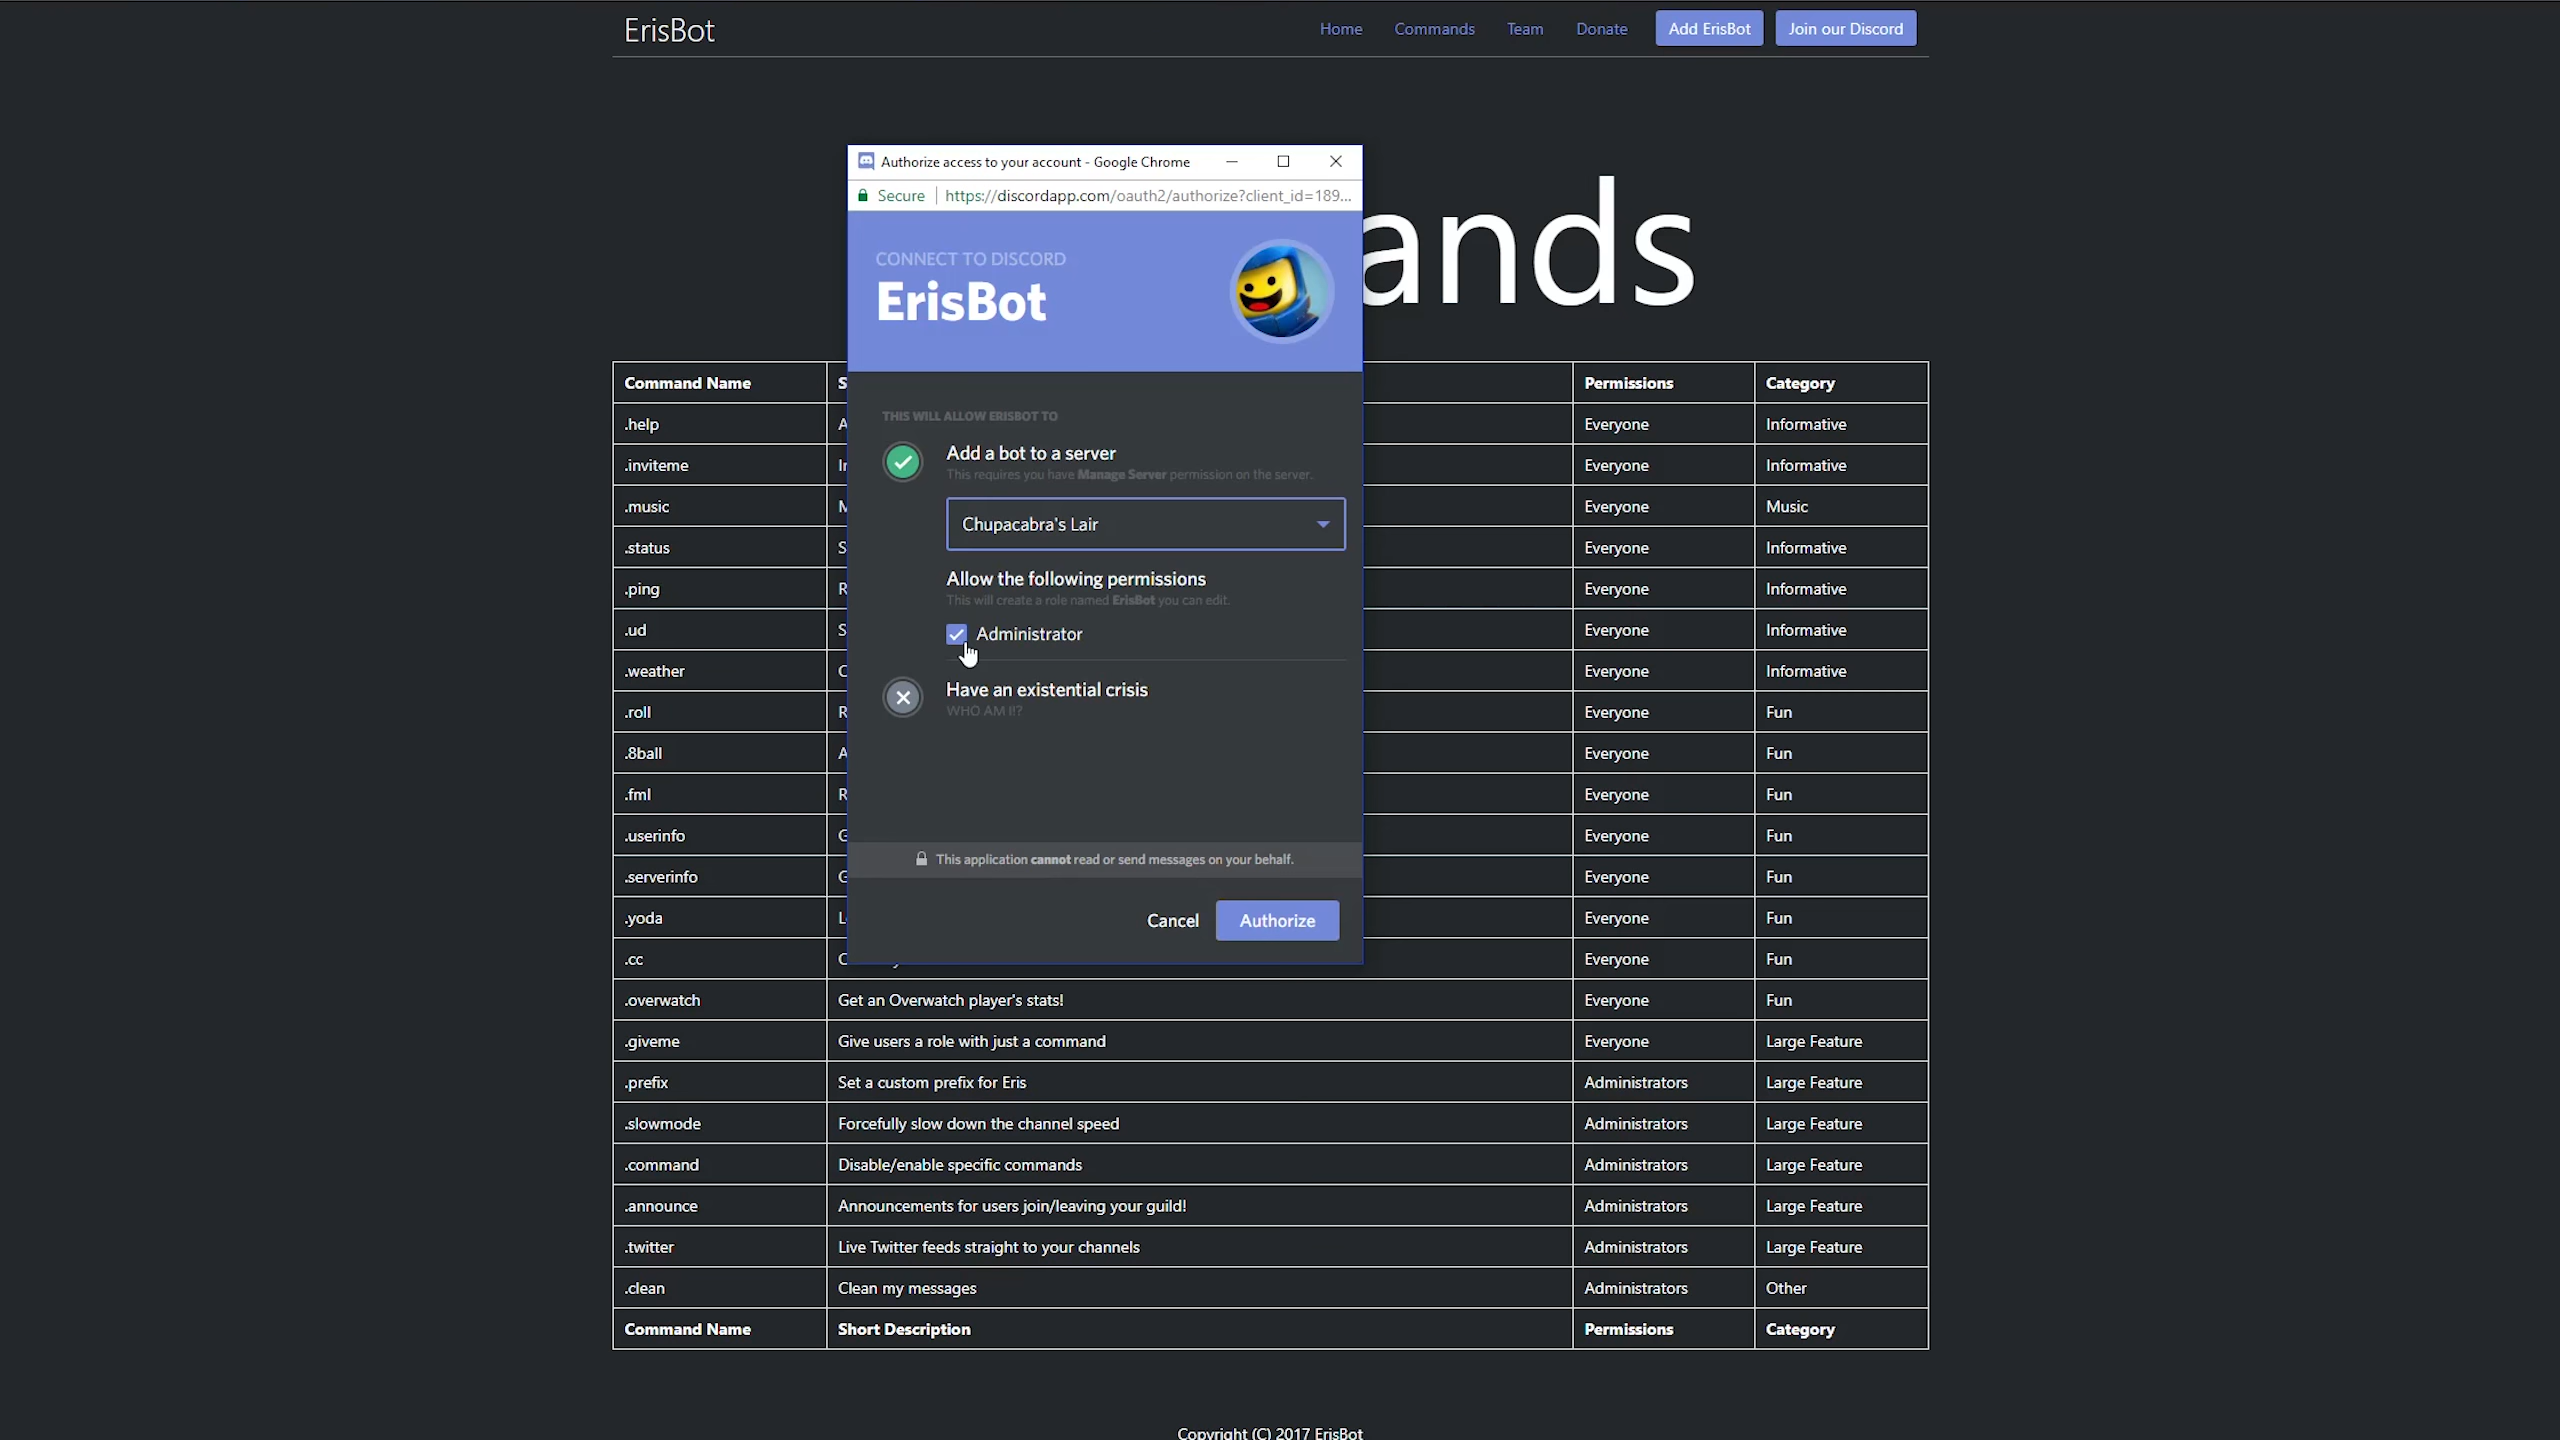 ErisBot
Home Commands Team Donate Add ErisBot Join our Discord
Authorize access to your account - Google Chrome
Secure https://discordapp.com/oauth2/authorize?client_id=189...
ands
CONNECT TO DISCORD
ErisBot
THIS WILL ALLOW ERISBOT TO
Add a bot to a server
This requires you have Manage Server permission on the server.
Chupacabra's Lair
Allow the following permissions
This will create a role named ErisBot you can edit.
Administrator
Have an existential crisis
WHO AM I!?
This application cannot read or send messages on your behalf.
Cancel Authorize
Command Name S Permissions Category
.help A Everyone Informative
.inviteme Everyone Informative
.music M Everyone Music
.status S Everyone Informative
.ping R Everyone Informative
.ud S Everyone Informative
.weather C Everyone Informative
.roll R Everyone Fun
.8ball A Everyone Fun
.fml R Everyone Fun
.userinfo G Everyone Fun
.serverinfo G Everyone Fun
.yoda L Everyone Fun
.cc C Everyone Fun
.overwatch Get an Overwatch player's stats! Everyone Fun
.giveme Give users a role with just a command Everyone Large Feature
.prefix Set a custom prefix for Eris Administrators Large Feature
.slowmode Forcefully slow down the channel speed Administrators Large Feature
.command Disable/enable specific commands Administrators Large Feature
.announce Announcements for users join/leaving your guild! Administrators Large Feature
.twitter Live Twitter feeds straight to your channels Administrators Large Feature
.clean Clean my messages Administrators Other
Command Name Short Description Permissions Category
Copyright (C) 2017 ErisBot